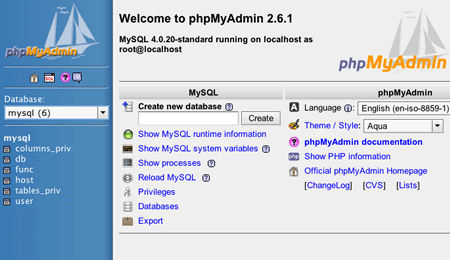 phpMyAdmin
Database:
mysql (6)
mysql
columns_priv
db
func
host
tables_priv
user
Welcome to phpMyAdmin 2.6.1
MySQL 4.0.20-standard running on localhost as
root@localhost
phpMyAdmin
MySQL
Create new database
Create
Show MySQL runtime information
Show MySQL system variables
Show processes
Reload MySQL
Privileges
Databases
Export
phpMyAdmin
Language (i): English (en-iso-8859-1)
Theme / Style: Aqua
phpMyAdmin documentation
Show PHP information
Official phpMyAdmin Homepage
[ChangeLog] [CVS] [Lists]